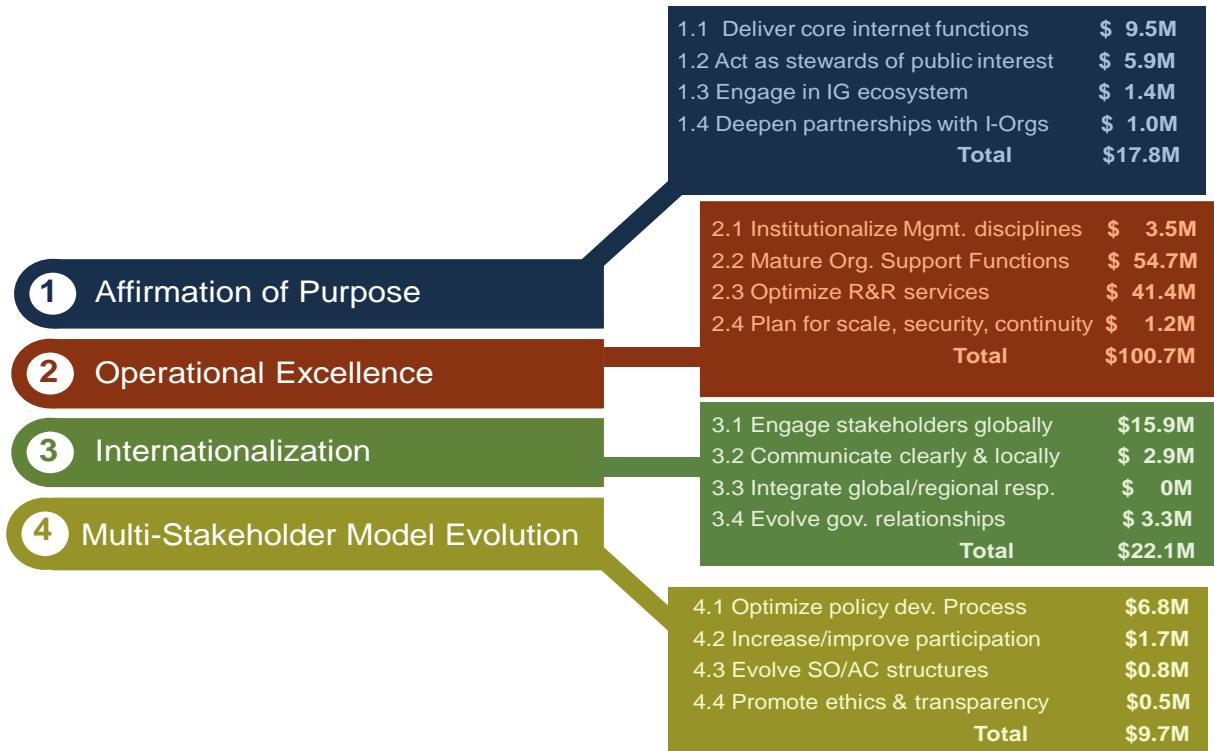 1.1 Deliver core internet functions $ 9.5M
1.2 Act as stewards of public interest $ 5.9M
1.3 Engage in IG ecosystem $ 1.4M
1.4 Deepen partnerships with I-Orgs $ 1.0M
Total $17.8M
1 Affirmation of Purpose
2.1 Institutionalize Mgmt. disciplines $ 3.5M
2.2 Mature Org. Support Functions $ 54.7M
2.3 Optimize R&R services $ 41.4M
2.4 Plan for scale, security, continuity $ 1.2M
Total $100.7M
2 Operational Excellence
3.1 Engage stakeholders globally $15.9M
3.2 Communicate clearly & locally $ 2.9M
3.3 Integrate global/regional resp. $ 0M
3.4 Evolve gov. relationships $ 3.3M
Total $22.1M
3 Internationalization
4 Multi-Stakeholder Model Evolution
4.1 Optimize policy dev. Process $6.8M
4.2 Increase/improve participation $1.7M
4.3 Evolve SO/AC structures $0.8M
4.4 Promote ethics & transparency $0.5M
Total $9.7M